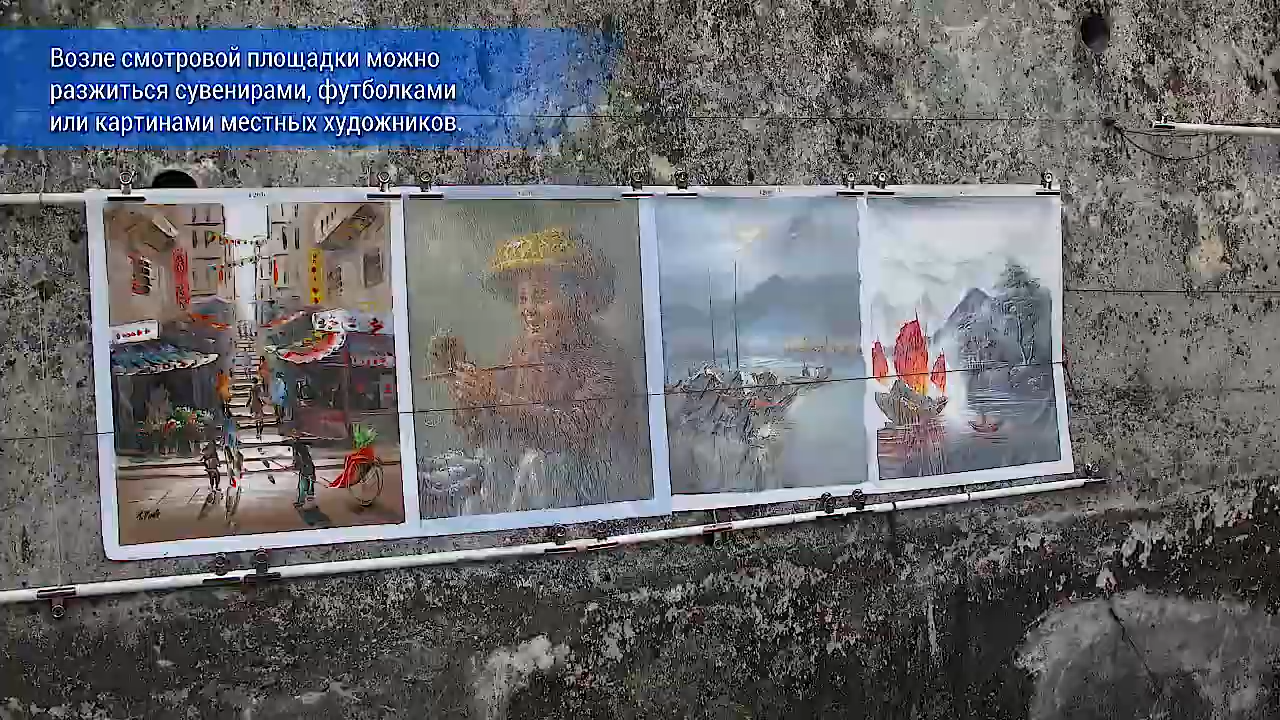 Возле смотровой площадки можно
разжиться сувенирами, футболками
или картинами местных художников.